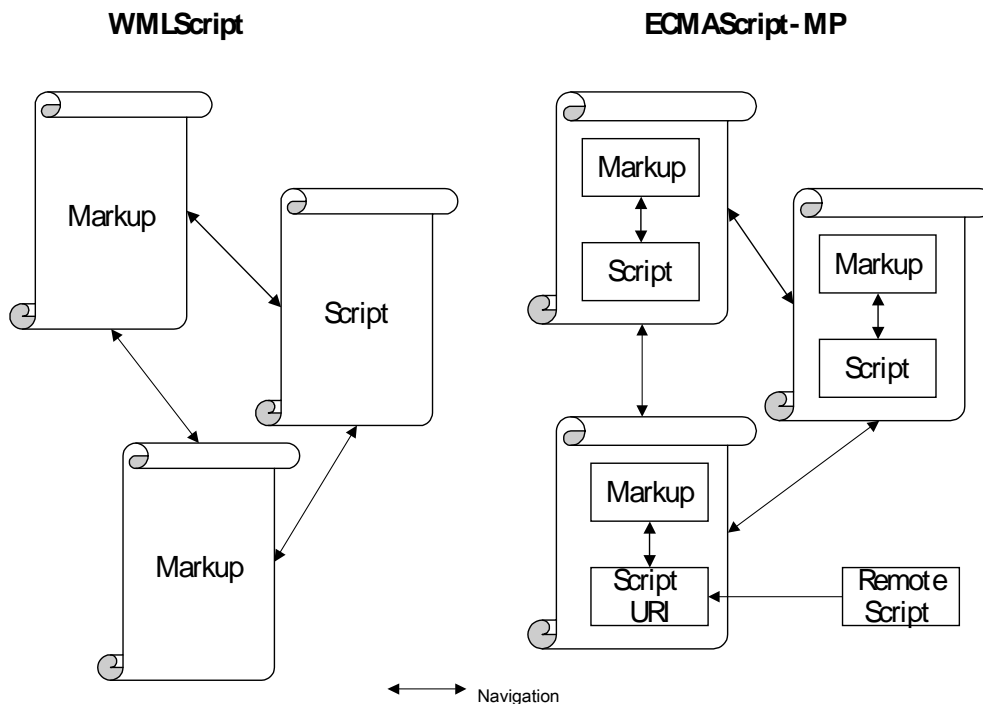 WMLScript
Markup
Script
Markup
ECMAScript-MP
Markup
Script
Markup
Script
Markup
Script
URI
Remote
Script
Navigation